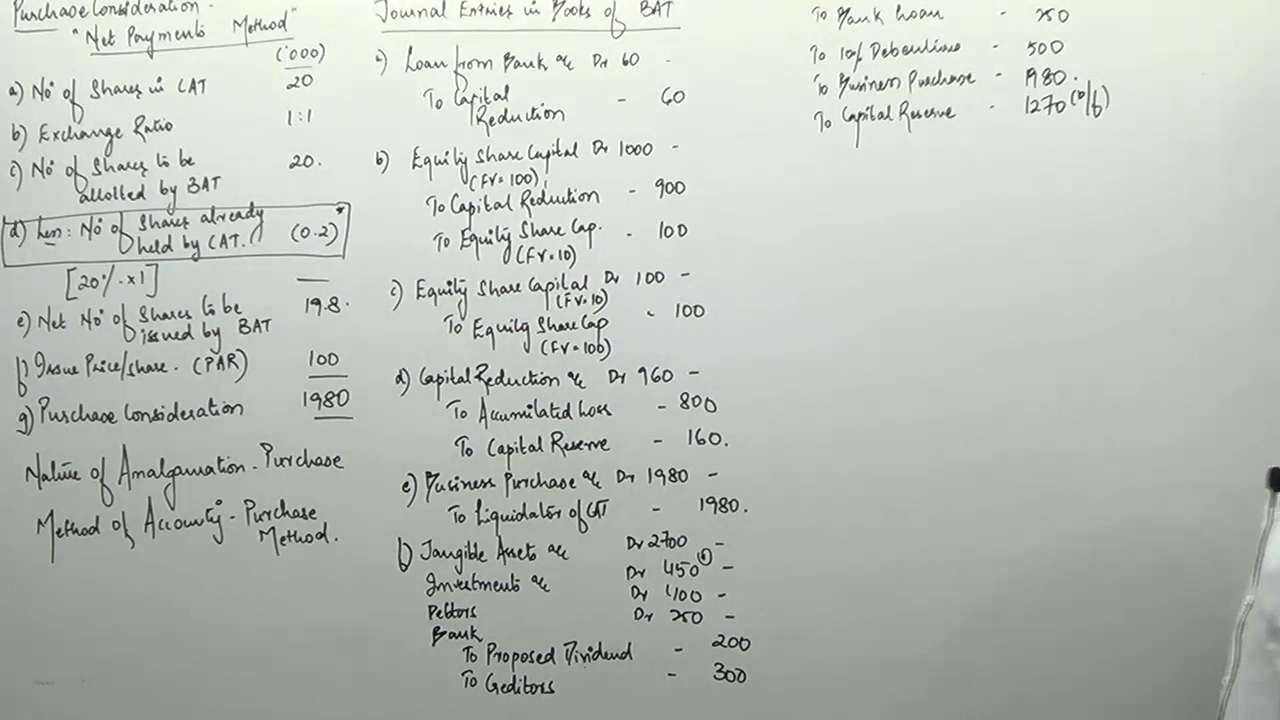 Purchase Consideration -
"Net Payments Method"
('000)
a) No of Shares in CAT 20
b) Exchange Ratio 1:1
c) No of Shares to be 20.
allotted by BAT
d) Less: No of Shares already
held by CAT. (0.2)*
[20% x1]
e) Net No of Shares to be 19.8.
issued by BAT
f) Issue Price/share. (PAR) 100
g) Purchase Consideration 1980
Nature of Amalgamation - Purchase
Method of Accounty - Purchase
Method.
Journal Entries in Books of BAT
a) Loan from Bank a/c Dr 60 -
To Capital - 60
Reduction
b) Equity Share Capital Dr 1000 -
(FV=100)
To Capital Reduction - 900
To Equity Share Cap. - 100
(FV=10)
c) Equity Share Capital Dr 100 -
(FV=10)
To Equity Share Cap - 100
(FV=100)
d) Capital Reduction a/c Dr 960 -
To Accumilated Loss - 800
To Capital Reserve - 160.
e) Business Purchase a/c Dr 1980 -
To Liquidator of CAT - 1980.
f) Tangible Assets a/c Dr 2700 -
Investments a/c Dr 450 -
Debtors Dr 400 -
Bank Dr 250 -
To Proposed Dividend - 200
To Creditors - 300
To Bank Loan - 250
To 10% Debentures - 500
To Business Purchase - 1980.
To Capital Reserve - 1270 (b/f)